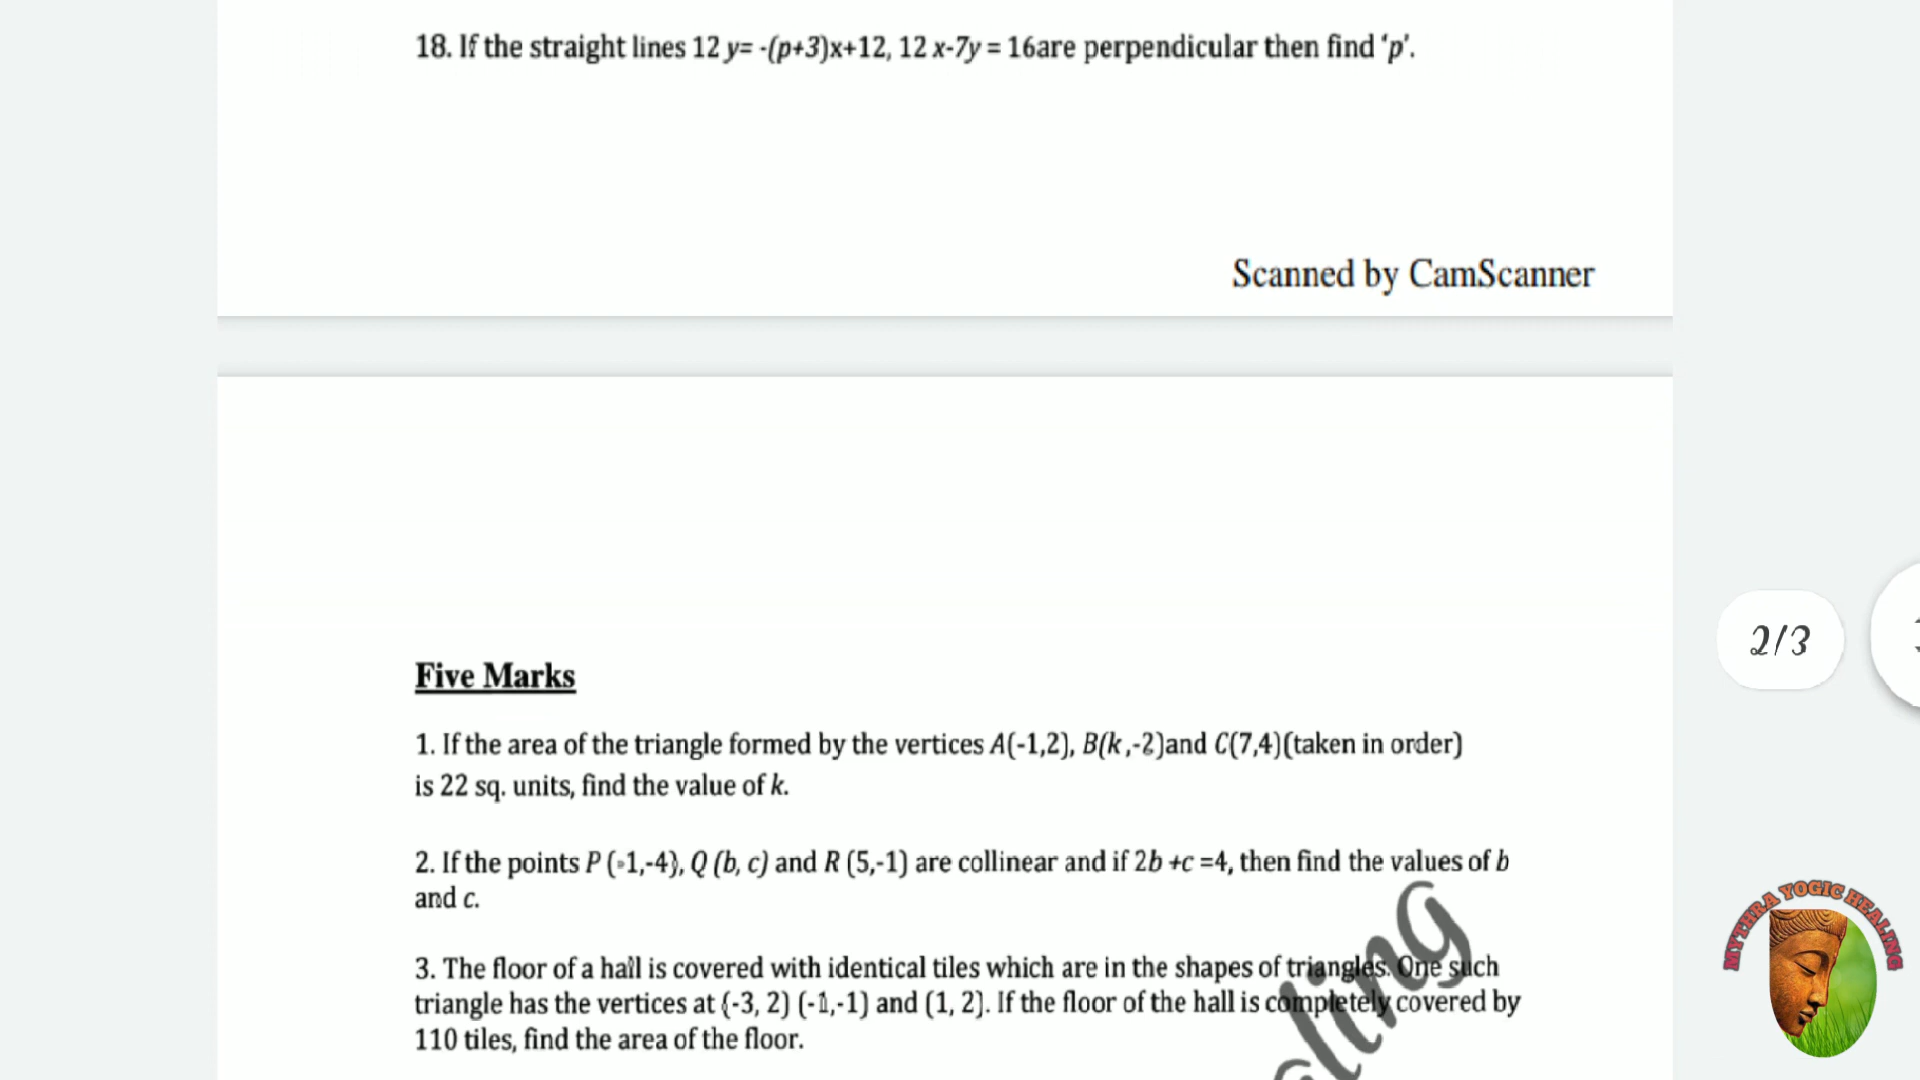 18. If the straight lines 12 y= -(p+3)x+12, 12 x-7y = 16are perpendicular then find ‘p’.
Scanned by CamScanner
Five Marks
1. If the area of the triangle formed by the vertices A(-1,2), B(k ,-2)and C(7,4)(taken in order)
is 22 sq. units, find the value of k.
2. If the points P (-1,-4), Q (b, c) and R (5,-1) are collinear and if 2b +c =4, then find the values of b
and c.
3. The floor of a hall is covered with identical tiles which are in the shapes of triangles. One such
triangle has the vertices at (-3, 2) (-1,-1) and (1, 2). If the floor of the hall is completely covered by
110 tiles, find the area of the floor.
2/3
MYTHRA YOGIC HEALING